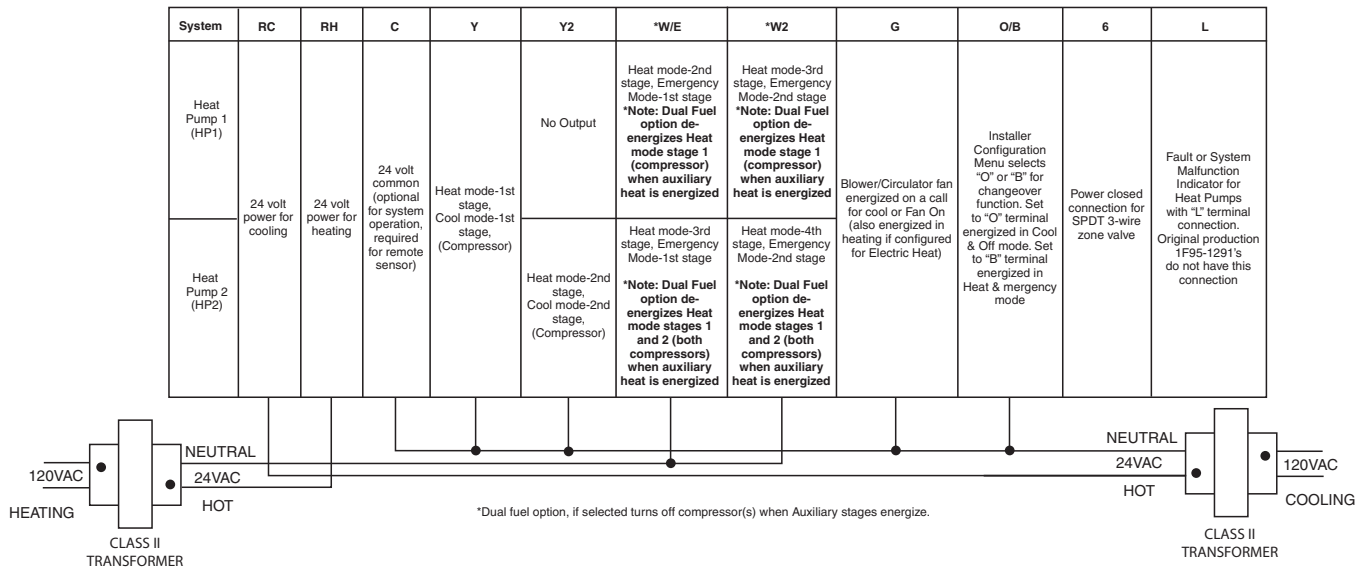 System RC RH C Y Y2 *W/E *W2 G O/B 6 L
Heat
Pump 1
(HP1)
24 volt
power for
cooling
24 volt
power for
heating
24 volt
common
(optional
for system
operation,
required
for remote
sensor)
Heat mode-1st
stage,
Cool mode-1st
stage,
(Compressor)
No Output
Heat mode-2nd
stage, Emergency
Mode-1st stage
*Note: Dual Fuel
option de-
energizes Heat
mode stage 1
(compressor)
when auxiliary
heat is energized
Heat mode-3rd
stage, Emergency
Mode-2nd stage
*Note: Dual Fuel
option de-
energizes Heat
mode stage 1
(compressor)
when auxiliary
heat is energized
Blower/Circulator fan
energized on a call
for cool or Fan On
(also energized in
heating if configured
for Electric Heat)
Installer
Configuration
Menu selects
“O” or “B” for
changeover
function. Set
to “O” terminal
energized in Cool
& Off mode. Set
to “B” terminal
energized in
Heat & mergency
mode
Power closed
connection for
SPDT 3-wire
zone valve
Fault or System
Malfunction
Indicator for
Heat Pumps
with “L” terminal
connection.
Original production
1F95-1291’s
do not have this
connection
Heat
Pump 2
(HP2)
Heat mode-2nd
stage,
Cool mode-2nd
stage,
(Compressor)
Heat mode-3rd
stage, Emergency
Mode-1st stage
*Note: Dual Fuel
option de-
energizes Heat
mode stages 1
and 2 (both
compressors)
when auxiliary
heat is energized
Heat mode-4th
stage, Emergency
Mode-2nd stage
*Note: Dual Fuel
option de-
energizes Heat
mode stages 1
and 2 (both
compressors)
when auxiliary
heat is energized
120VAC
HEATING
NEUTRAL
24VAC
HOT
CLASS II
TRANSFORMER
*Dual fuel option, if selected turns off compressor(s) when Auxiliary stages energize.
NEUTRAL
24VAC
HOT
120VAC
COOLING
CLASS II
TRANSFORMER